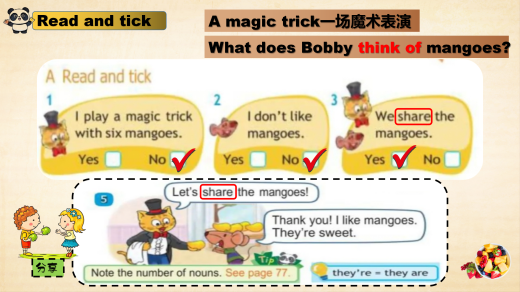 Read and tick
A magic trick一场魔术表演
What does Bobby think of mangoes?
A Read and tick
1
I play a magic trick
with six mangoes.
Yes No
2
I don't like
mangoes.
Yes No
3
We share the
mangoes.
Yes No
5
Let's share the mangoes!
Thank you! I like mangoes.
They're sweet.
分享
Tip
Note the number of nouns. See page 77.
they're = they are